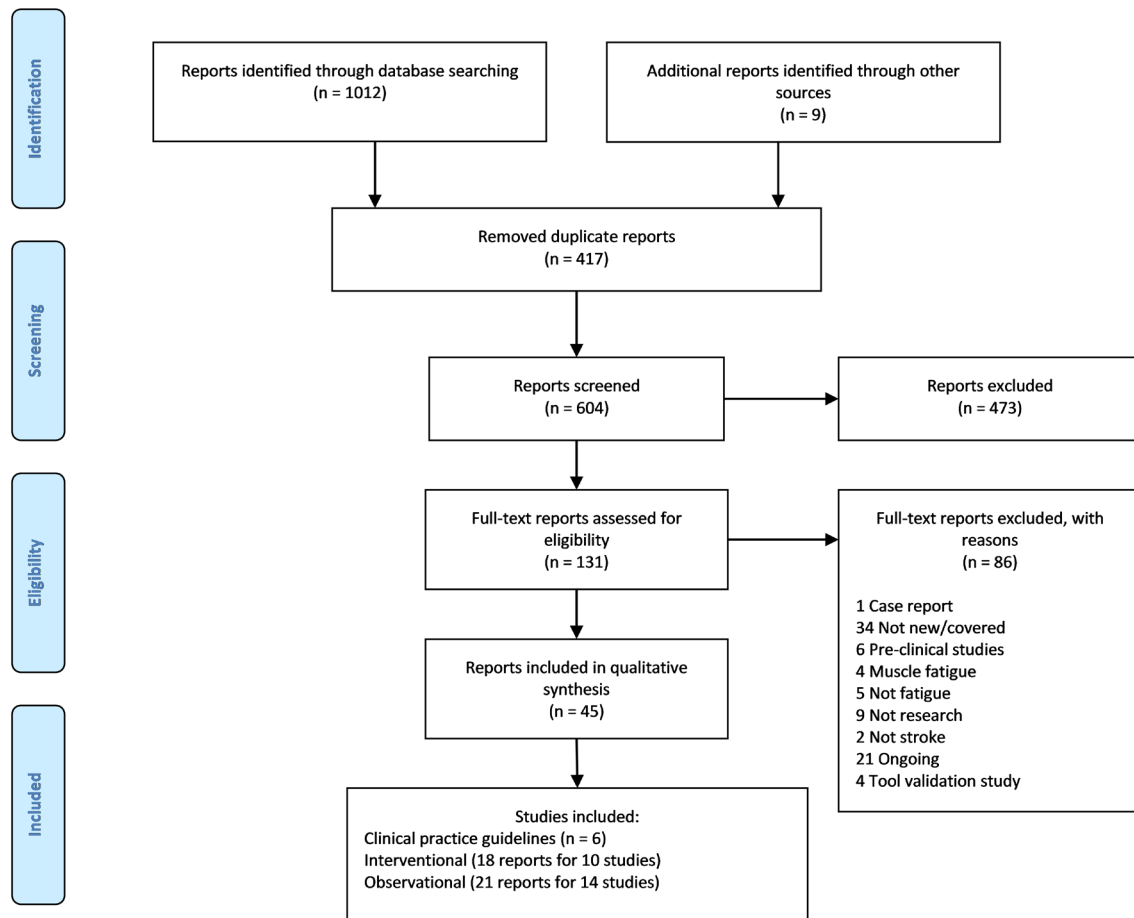 Identification
Reports identified through database searching
(n = 1012)
Additional reports identified through other
sources
(n = 9)
Removed duplicate reports
(n = 417)
Screening
Reports screened
(n = 604)
Reports excluded
(n = 473)
Eligibility
Full-text reports assessed for
eligibility
(n = 131)
Full-text reports excluded, with
reasons
(n = 86)
1 Case report
34 Not new/covered
6 Pre-clinical studies
4 Muscle fatigue
5 Not fatigue
9 Not research
2 Not stroke
21 Ongoing
4 Tool validation study
Reports included in qualitative
synthesis
(n = 45)
Included
Studies included:
Clinical practice guidelines (n = 6)
Interventional (18 reports for 10 studies)
Observational (21 reports for 14 studies)